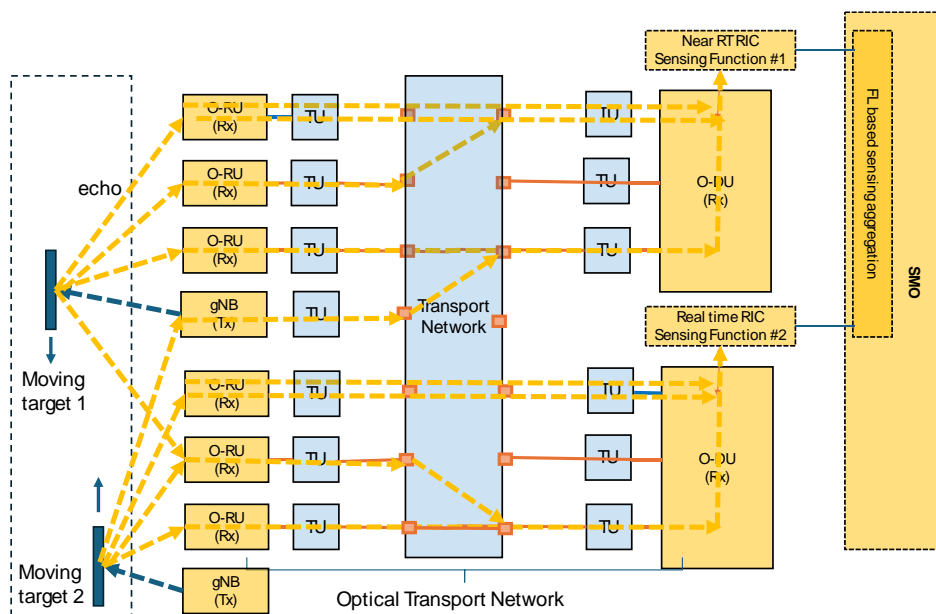 Near RT RIC
Sensing Function #1
O-RU
(Rx)
TU
TU
echo
O-RU
(Rx)
TU
TU
O-DU
(Rx)
FL based sensing aggregation
SMO
O-RU
(Rx)
TU
TU
gNB
(Tx)
TU
Transport
Network
Real time RIC
Sensing Function #2
Moving
target 1
O-RU
(Rx)
TU
TU
O-RU
(Rx)
TU
TU
O-DU
(Rx)
O-RU
(Rx)
TU
TU
Moving
target 2
gNB
(Tx)
Optical Transport Network